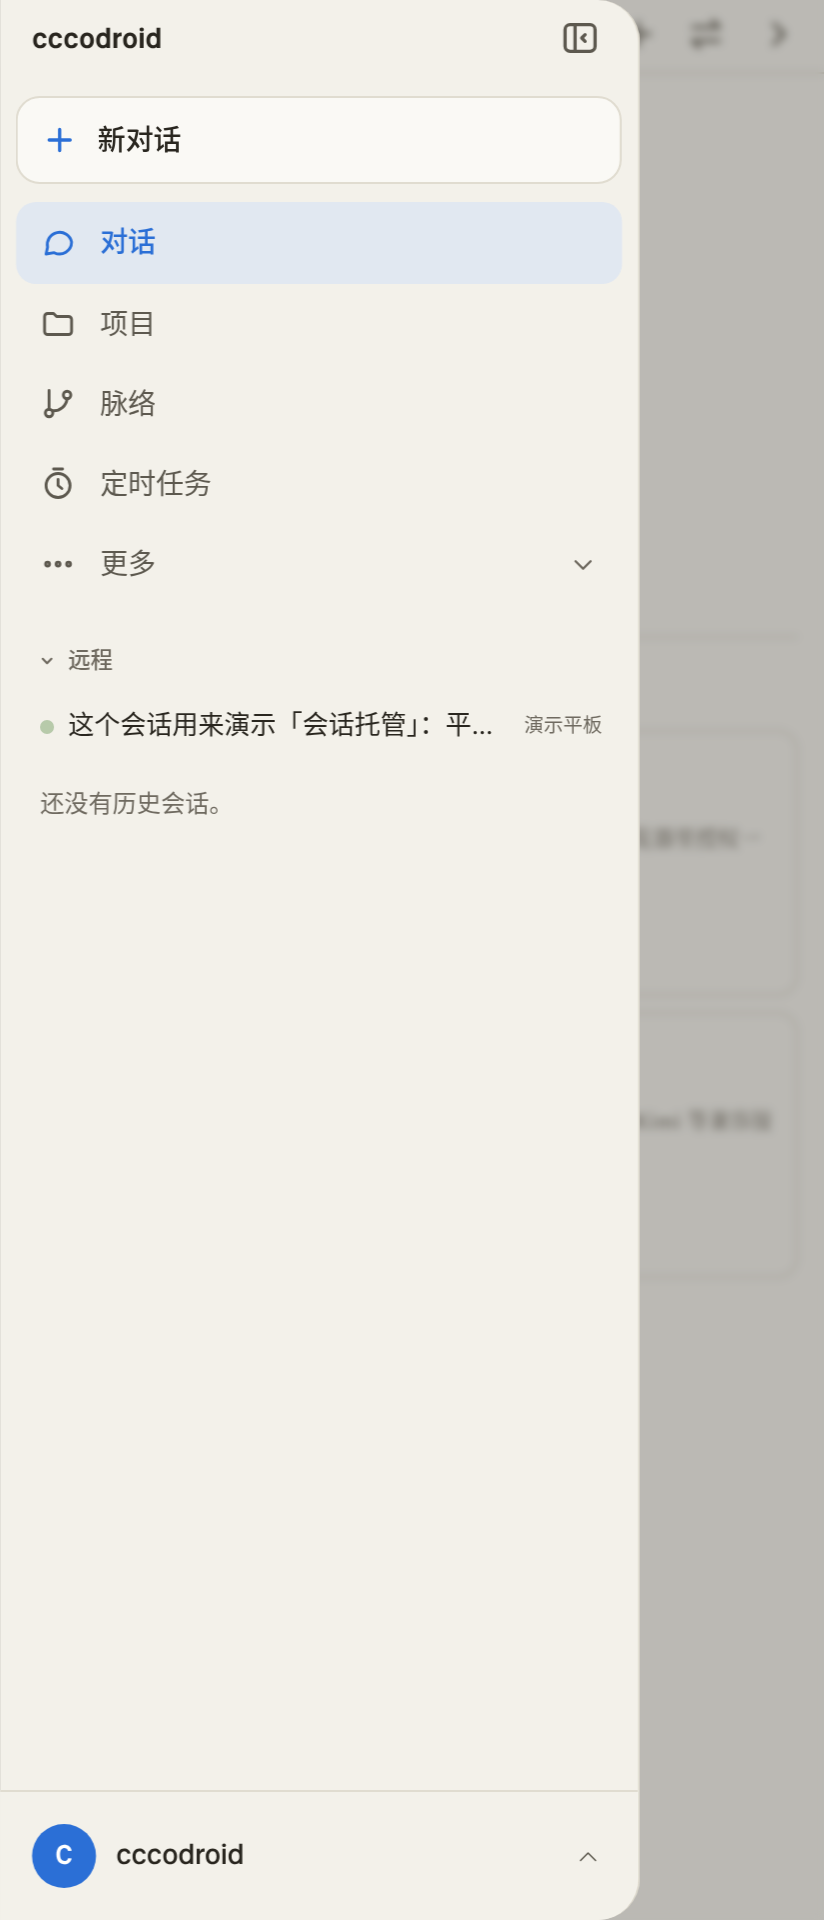 cccodroid
新对话
对话
项目
脉络
定时任务
更多
远程
这个会话用来演示「会话托管」：平...
演示平板
还没有历史会话。
C
cccodroid